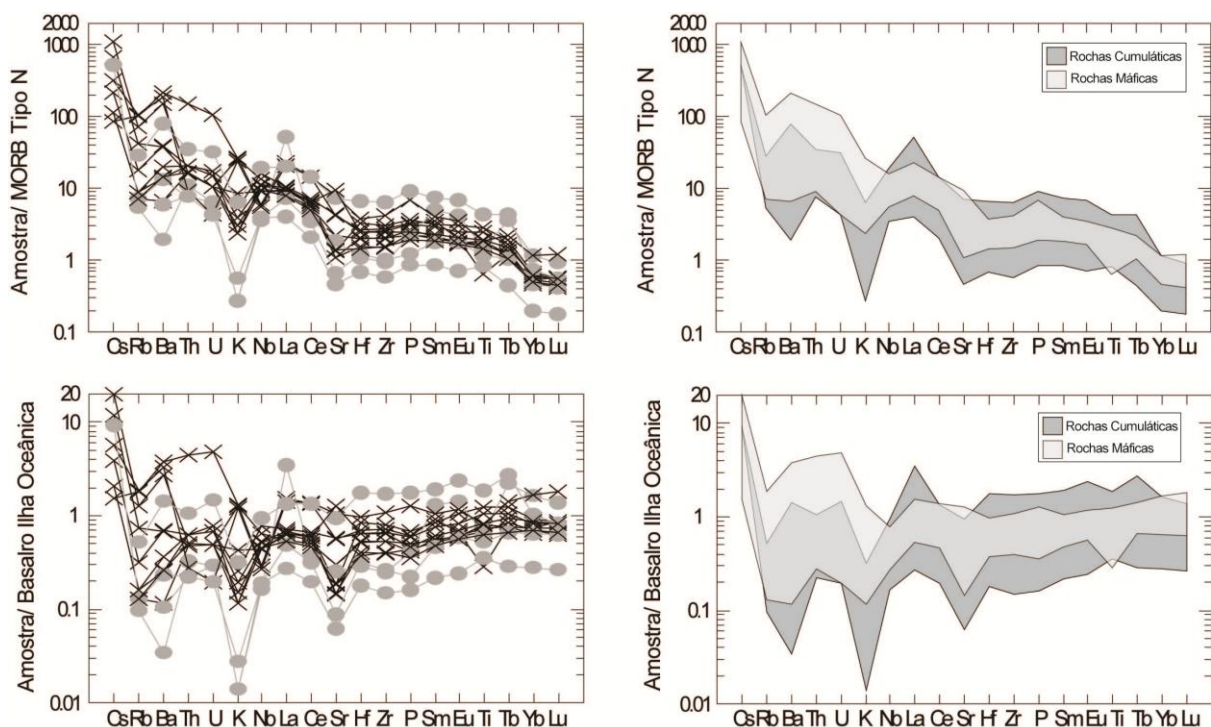 2000
1000
100
10
1
0.1
Amostra/ MORB Tipo N
Cs Rb Ba Th U K Nb La Ce Sr Hf Zr P Sm Eu Ti Tb Yb Lu
2000
1000
100
10
1
0.1
Amostra/ MORB Tipo N
Rochas Cumuláticas
Rochas Máficas
Cs Rb Ba Th U K Nb La Ce Sr Hf Zr P Sm Eu Ti Tb Yb Lu
20
10
1
0.1
0.01
Amostra/ Basalro Ilha Oceânica
Cs Rb Ba Th U K Nb La Ce Sr Hf Zr P Sm Eu Ti Tb Yb Lu
20
10
1
0.1
0.01
Amostra/ Basalro Ilha Oceânica
Rochas Cumuláticas
Rochas Máficas
Cs Rb Ba Th U K Nb La Ce Sr Hf Zr P Sm Eu Ti Tb Yb Lu